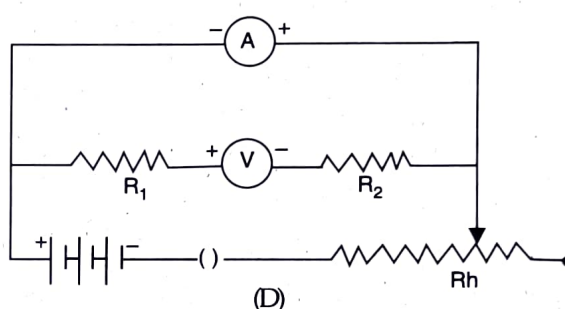 − A +
+ V −
R1 R2
+ −
( )
Rh
(D)